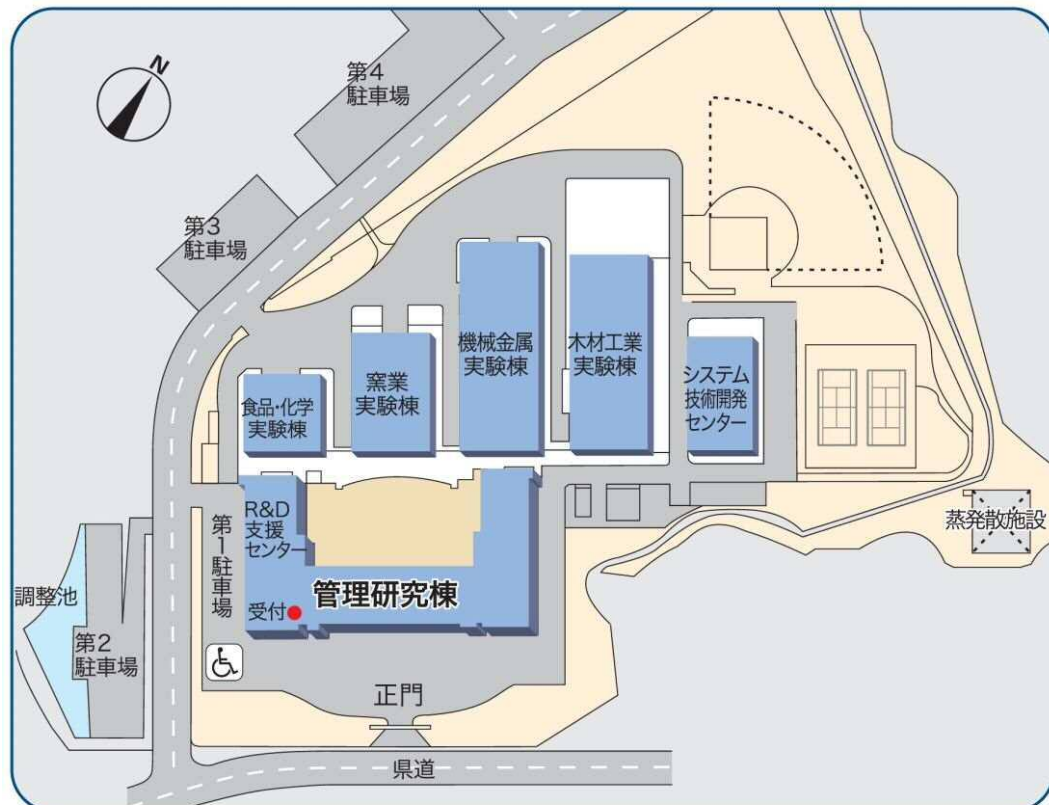 N
第4
駐車場
第3
駐車場
機械金属
実験棟
木材工業
実験棟
窯業
実験棟
システム
技術開発
センター
食品・化学
実験棟
R&D
支援
センター
第1駐車場
蒸発散施設
管理研究棟
受付
調整池
第2
駐車場
正門
県道